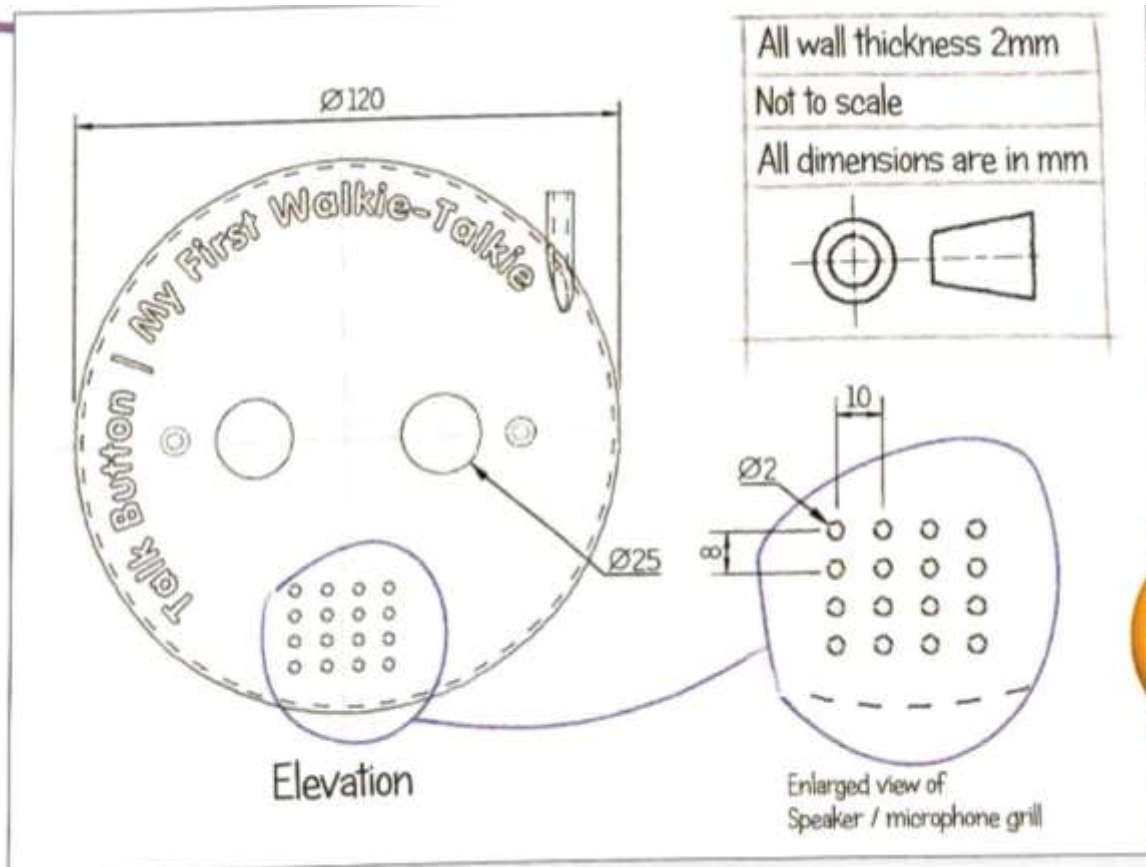 All wall thickness 2mm
Not to scale
All dimensions are in mm
Ø120
Talk Button | My First Walkie-Talkie
Ø25
10
Ø2
8
Elevation
Enlarged view of
Speaker / microphone grill